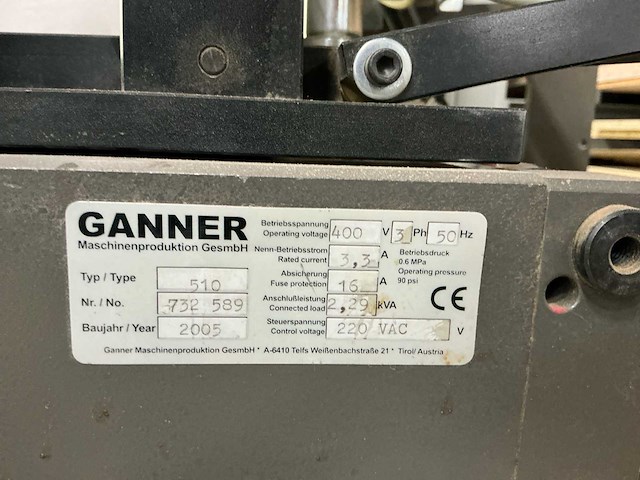 GANNER
Maschinenproduktion GesmbH
Typ / Type 510
Nr. / No. 732 589
Baujahr / Year 2005
Betriebsspannung
Operating voltage 400 V 3 Ph 50 Hz
Nenn-Betriebsstrom
Rated current 3,3 A
Absicherung
Fuse protection 16 A
Anschlußleistung
Connected load 2,29 kVA
Steuerspannung
Control voltage 220 VAC V
Betriebsdruck
0.6 MPa
Operating pressure
90 psi
CE
Ganner Maschinenproduktion GesmbH * A-6410 Telfs Weißenbachstraße 21 * Tirol/ Austria